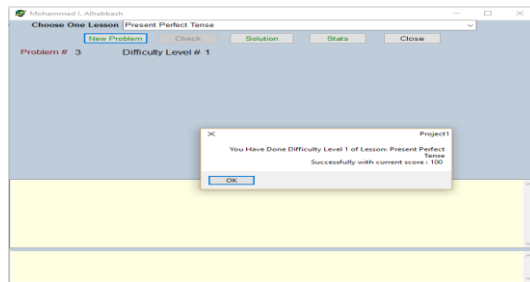 Mohammed I. Alhabbash
Choose One Lesson Present Perfect Tense
New Problem Check Solution Stats Close
Problem # 3 Difficulty Level # 1
Project1
You Have Done Difficulty Level 1 of Lesson: Present Perfect
Tense
Successfully with current score : 100
OK